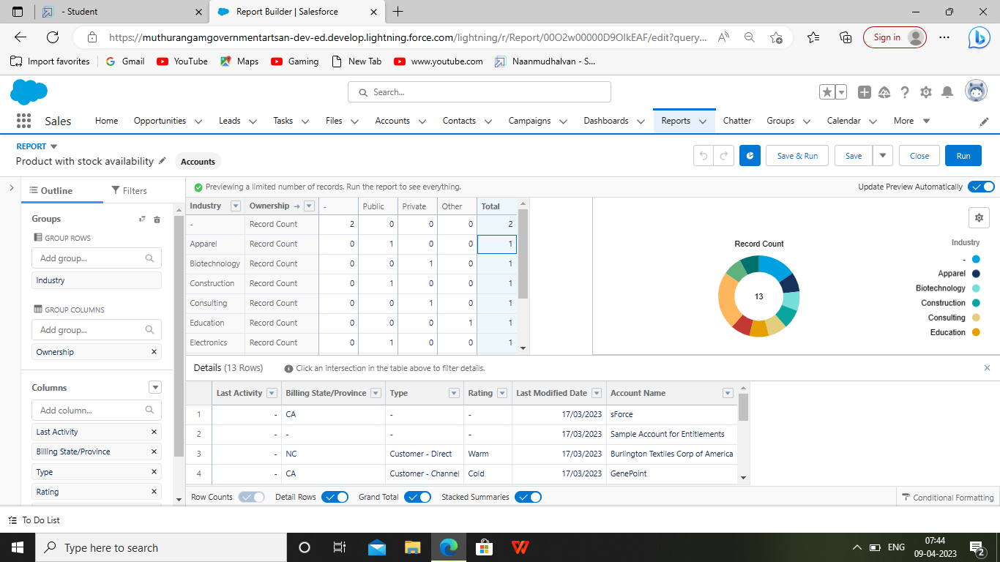 - Student
Report Builder | Salesforce
https://muthurangamgovernmentartsan-dev-ed.develop.lightning.force.com/lightning/r/Report/00O2w00000D9OIkEAF/edit?query...
Sign in
Import favorites Gmail YouTube Maps Gaming New Tab www.youtube.com Naanmudhalvan - S...
Search...
Sales Home Opportunities Leads Tasks Files Accounts Contacts Campaigns Dashboards Reports Chatter Groups Calendar More
REPORT
Product with stock availability Accounts
Save & Run Save Close Run
Outline Filters
Previewing a limited number of records. Run the report to see everything.
Update Preview Automatically
Groups
GROUP ROWS
Add group...
Industry
GROUP COLUMNS
Add group...
Ownership
Columns
Add column...
Last Activity
Billing State/Province
Type
Rating
Industry Ownership → - Public Private Other Total
- Record Count 2 0 0 0 2
Apparel Record Count 0 1 0 0 1
Biotechnology Record Count 0 0 1 0 1
Construction Record Count 0 1 0 0 1
Consulting Record Count 0 0 1 0 1
Education Record Count 0 0 0 1 1
Electronics Record Count 0 1 0 0 1
Record Count
13
Industry
-
Apparel
Biotechnology
Construction
Consulting
Education
Details (13 Rows) Click an intersection in the table above to filter details.
Last Activity Billing State/Province Type Rating Last Modified Date Account Name
1 - CA - - 17/03/2023 sForce
2 - - - - 17/03/2023 Sample Account for Entitlements
3 - NC Customer - Direct Warm 17/03/2023 Burlington Textiles Corp of America
4 - CA Customer - Channel Cold 17/03/2023 GenePoint
Row Counts Detail Rows Grand Total Stacked Summaries
Conditional Formatting
To Do List
Type here to search
ENG
07:44
09-04-2023
2